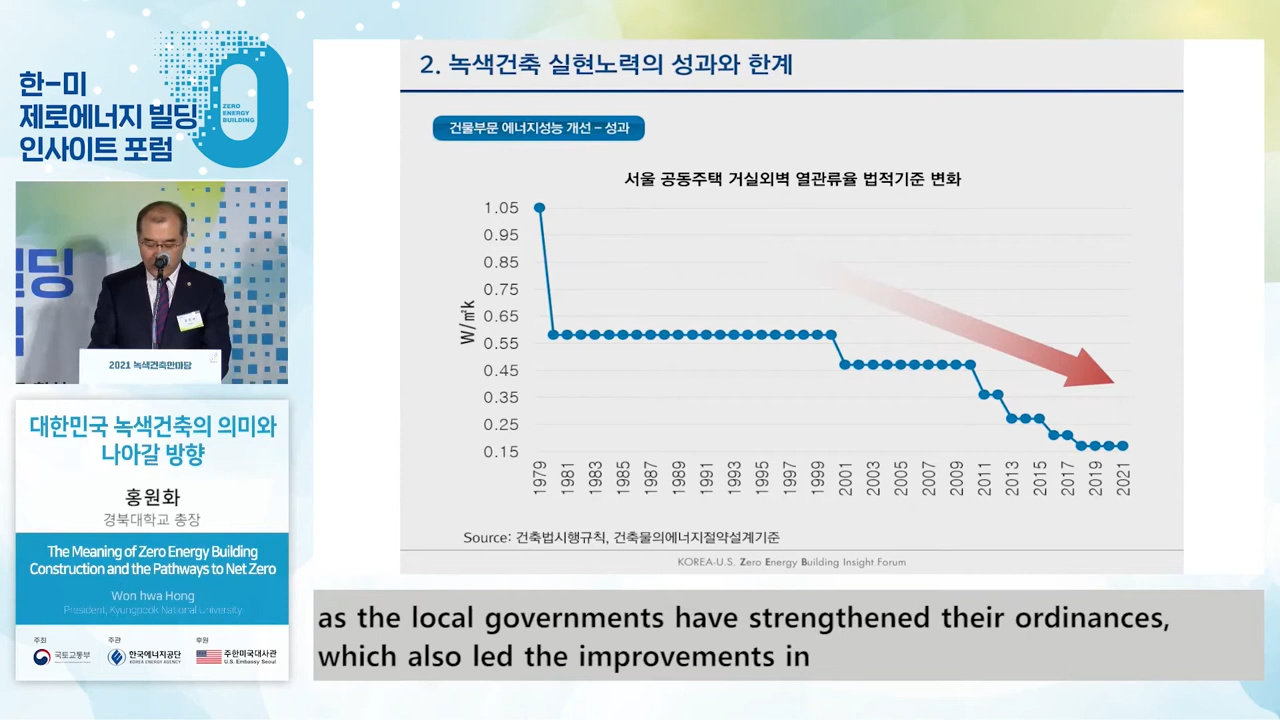 한-미
제로에너지 빌딩
인사이트 포럼
ZERO
ENERGY
BUILDING
빌딩
2021 녹색건축한마당
대한민국 녹색건축의 의미와
나아갈 방향
홍원화
경북대학교 총장
The Meaning of Zero Energy Building
Construction and the Pathways to Net Zero
Won hwa Hong
President, Kyungpook National University
주최
주관
후원
국토교통부
한국에너지공단
KOREA ENERGY AGENCY
주한미국대사관
U.S. Embassy Seoul
2. 녹색건축 실현노력의 성과와 한계
건물부문 에너지성능 개선 – 성과
서울 공동주택 거실외벽 열관류율 법적기준 변화
W/㎡k
1.05
0.95
0.85
0.75
0.65
0.55
0.45
0.35
0.25
0.15
1979 1981 1983 1985 1987 1989 1991 1993 1995 1997 1999 2001 2003 2005 2007 2009 2011 2013 2015 2017 2019 2021
Source: 건축법시행규칙, 건축물의에너지절약설계기준
KOREA-U.S. Zero Energy Building Insight Forum
as the local governments have strengthened their ordinances,
which also led the improvements in